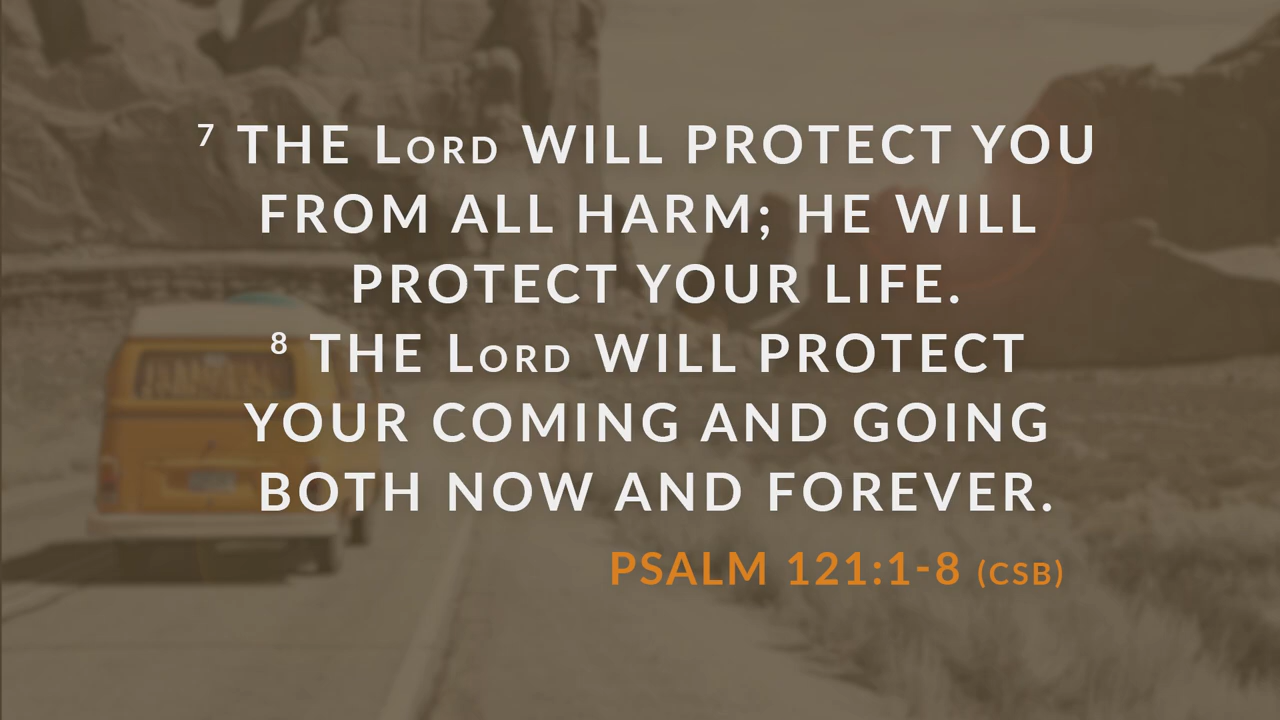 7 THE LORD WILL PROTECT YOU
FROM ALL HARM; HE WILL
PROTECT YOUR LIFE.
8 THE LORD WILL PROTECT
YOUR COMING AND GOING
BOTH NOW AND FOREVER.
PSALM 121:1-8 (CSB)